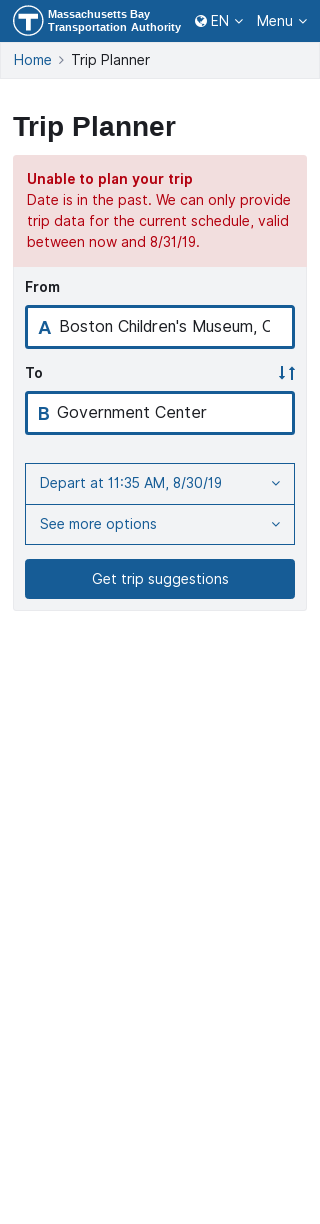 Massachusetts Bay
Transportation Authority
EN
Menu
Home
Trip Planner
Trip Planner
Unable to plan your trip
Date is in the past. We can only provide
trip data for the current schedule, valid
between now and 8/31/19.
From
A Boston Children's Museum, C
To
B Government Center
Depart at 11:35 AM, 8/30/19
See more options
Get trip suggestions